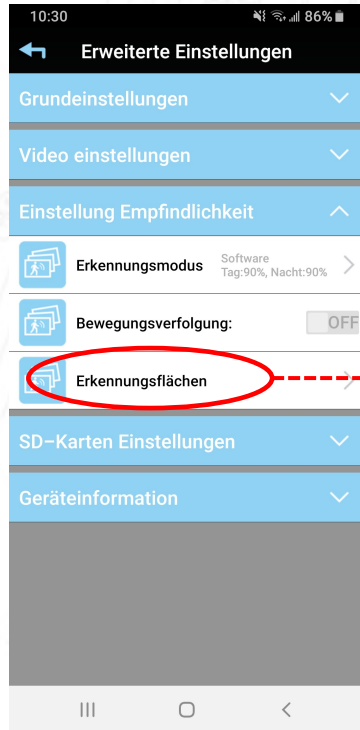 10:30 86%
Erweiterte Einstellungen
Grundeinstellungen
Video einstellungen
Einstellung Empfindlichkeit
Erkennungsmodus Software
Tag:90%, Nacht:90%
Bewegungsverfolgung: OFF
Erkennungsflächen
SD-Karten Einstellungen
Geräteinformation